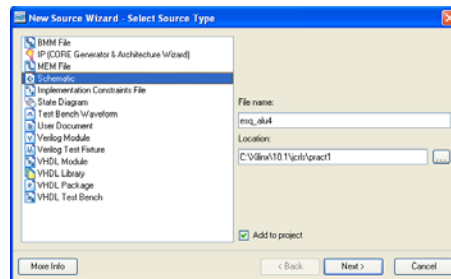 New Source Wizard - Select Source Type
BMM File
IP (CORE Generator & Architecture Wizard)
MEM File
Schematic
Implementation Constraints File
State Diagram
Test Bench Waveform
User Document
Verilog Module
Verilog Test Fixture
VHDL Module
VHDL Library
VHDL Package
VHDL Test Bench
File name:
esq_alu4
Location:
C:\Xilinx\10.1\jcrls\pract1
...
Add to project
More Info
< Back
Next >
Cancel